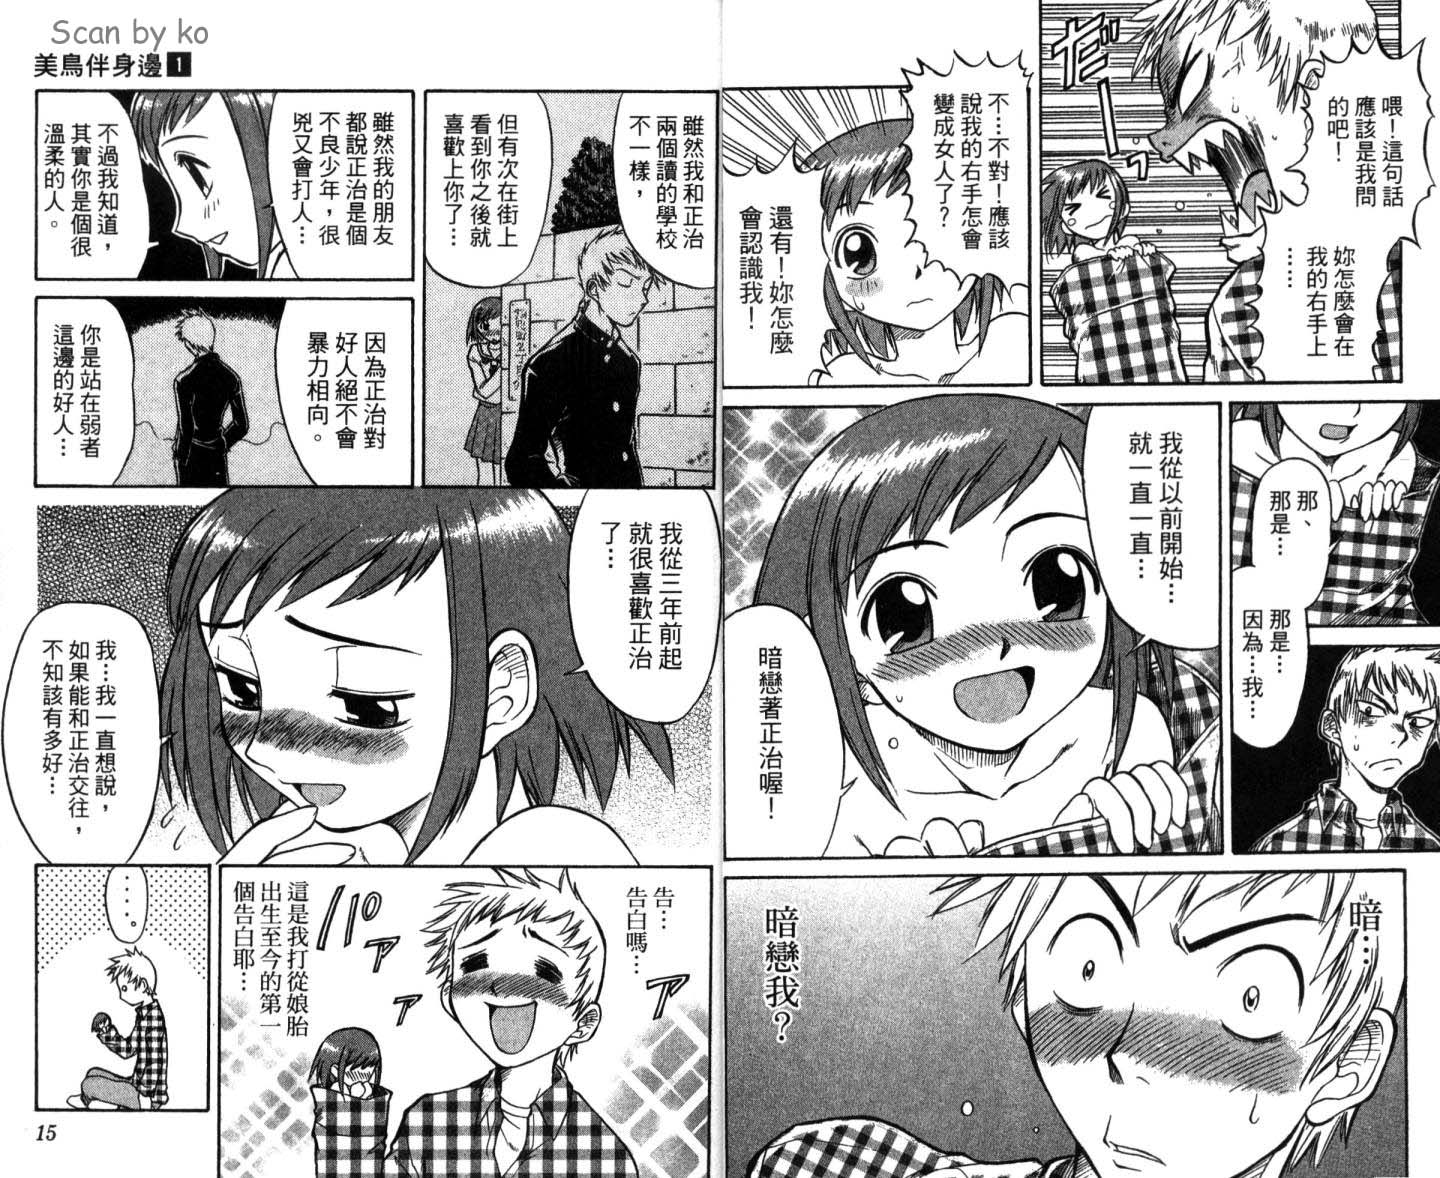 Scan by ko
美鳥伴身邊 1
喂！這句話
應該是我問
的吧！
妳怎麼會在
我的右手上
……
不…不對！應該
說我的右手怎會
變成女人了？
還有！妳怎麼
會認識我！
那、
那是…
那是…
因為…我
我從以前開始…
就一直一直…
暗戀著正治喔！
暗…
暗戀我？
雖然我和正治
兩個讀的學校
不一樣，
但有次在街上
看到你之後就
喜歡上你了…
雖然我的朋友
都說正治是個
不良少年，很
兇又會打人…
不過我知道，
其實你是個很
溫柔的人。
因為正治對
好人絕不會
暴力相向。
你是站在弱者
這邊的好人…
我從三年前起
就很喜歡正治
了…
我…我一直想說，
如果能和正治交往，
不知該有多好…
告…
告白嗎…
パアアア
這是我打從娘胎
出生至今的第一
個告白耶…
…。
15